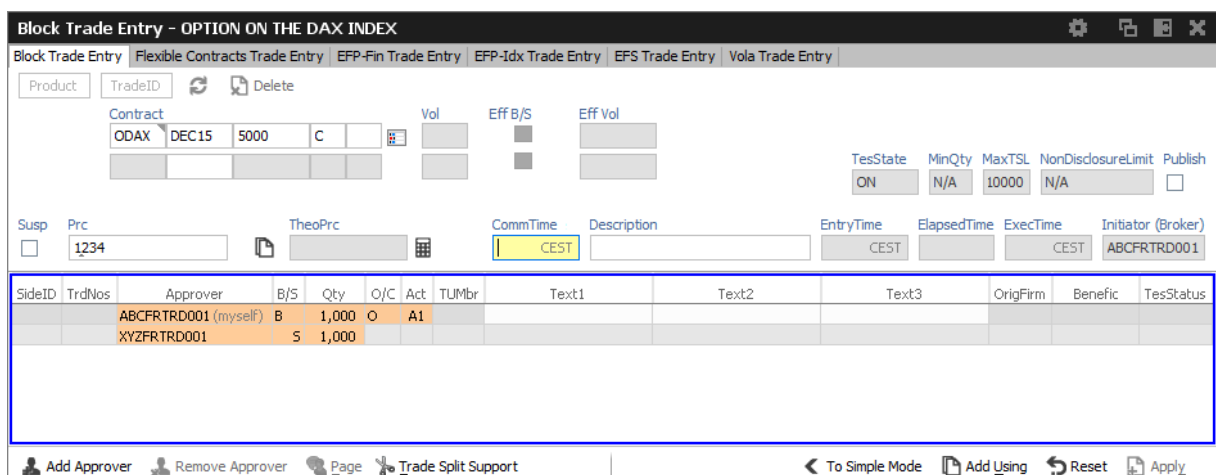 Block Trade Entry - OPTION ON THE DAX INDEX
Block Trade Entry Flexible Contracts Trade Entry EFP-Fin Trade Entry EFP-Idx Trade Entry EFS Trade Entry Vola Trade Entry
Product TradeID Delete
Contract Vol Eff B/S Eff Vol
ODAX DEC15 5000 C
TesState MinQty MaxTSL NonDisclosureLimit Publish
ON N/A 10000 N/A
Susp Prc TheoPrc CommTime Description EntryTime ElapsedTime ExecTime Initiator (Broker)
1234 CEST CEST CEST ABCFRTRD001
SideID TrdNos Approver B/S Qty O/C Act TUMbr Text1 Text2 Text3 OrigFirm Benefic TesStatus
ABCFRTRD001 (myself) B 1,000 O A1
XYZFRTRD001 S 1,000
Add Approver Remove Approver Page Trade Split Support To Simple Mode Add Using Reset Apply